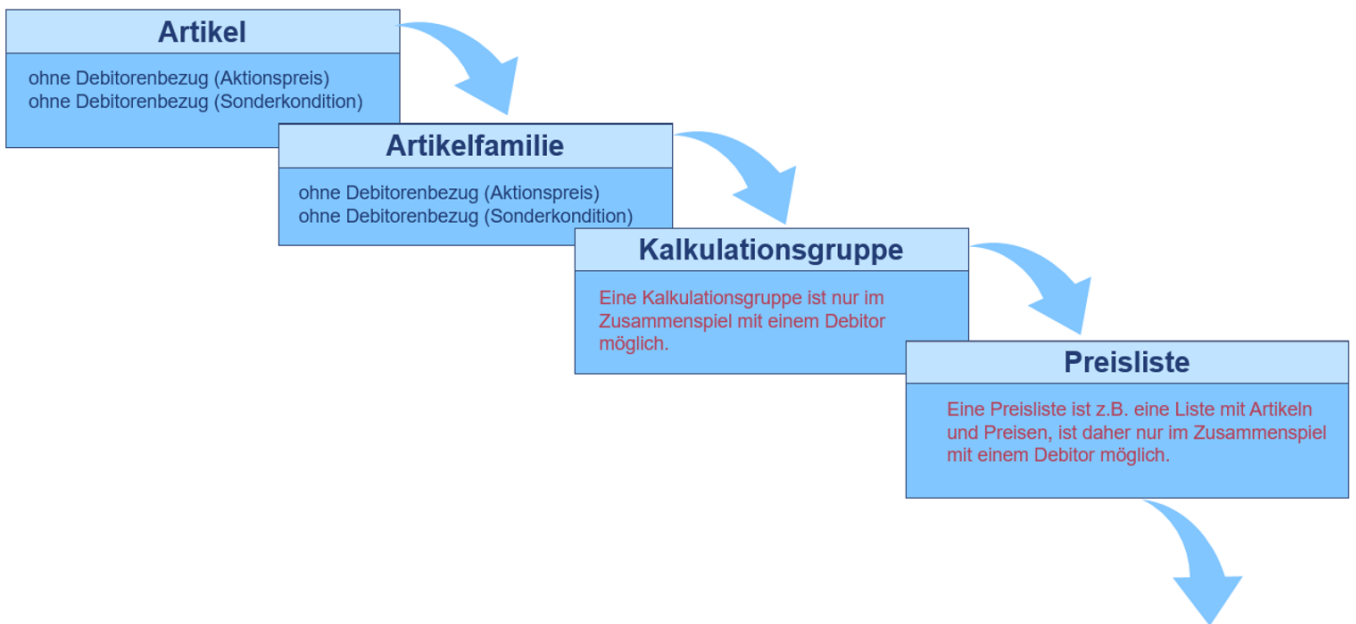 Artikel
ohne Debitorenbezug (Aktionspreis)
ohne Debitorenbezug (Sonderkondition)
Artikelfamilie
ohne Debitorenbezug (Aktionspreis)
ohne Debitorenbezug (Sonderkondition)
Kalkulationsgruppe
Eine Kalkulationsgruppe ist nur im
Zusammenspiel mit einem Debitor
möglich.
Preisliste
Eine Preisliste ist z.B. eine Liste mit Artikeln
und Preisen, ist daher nur im Zusammenspiel
mit einem Debitor möglich.